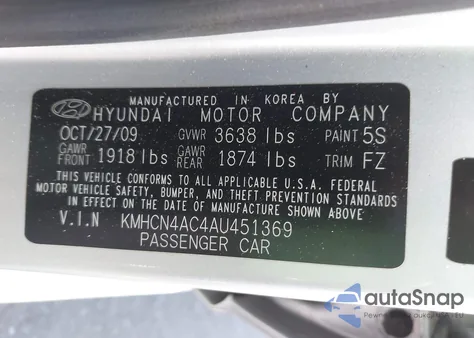 MANUFACTURED IN KOREA BY
HYUNDAI MOTOR COMPANY
OCT/27/09 GVWR 3638 lbs PAINT 5S
GAWR FRONT 1918 lbs GAWR REAR 1874 lbs TRIM FZ
THIS VEHICLE CONFORMS TO ALL APPLICABLE U.S.A. FEDERAL
MOTOR VEHICLE SAFETY, BUMPER, AND THEFT PREVENTION STANDARDS
IN EFFECT ON THE DATE OF MANUFACTURE SHOWN ABOVE
V.I.N KMHCN4AC4AU451369
PASSENGER CAR
autoSnap